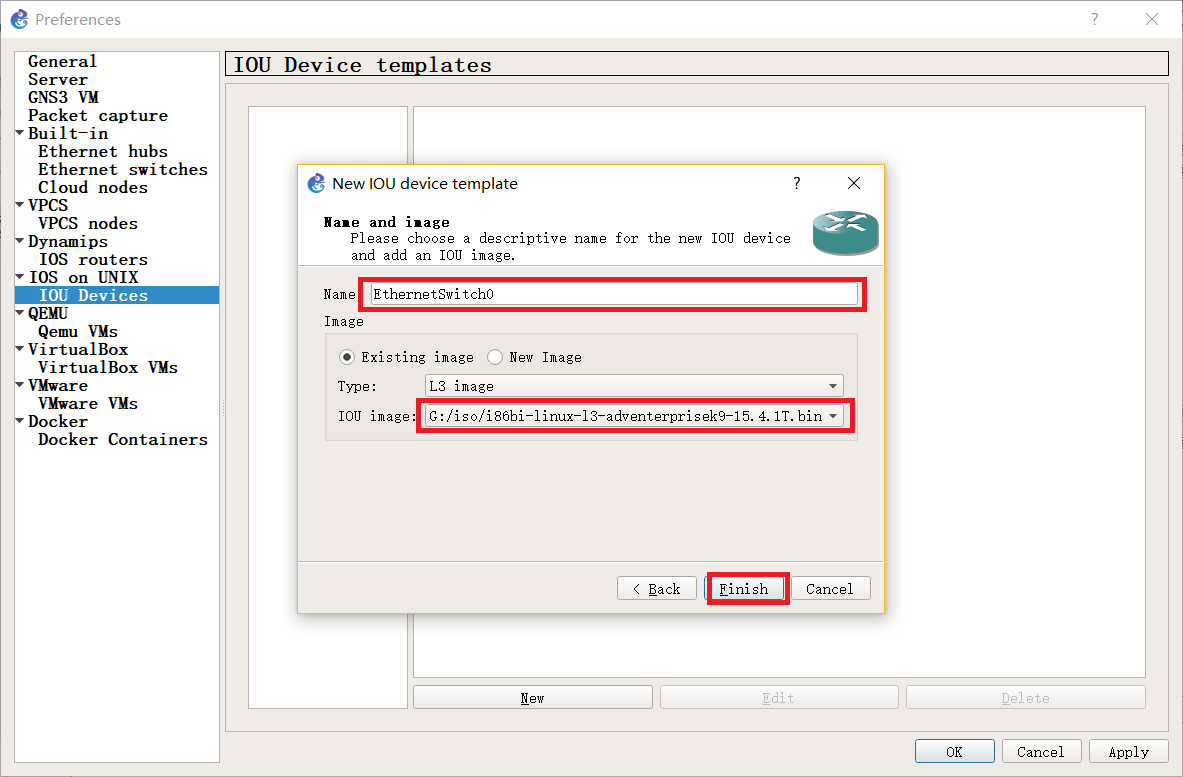 Preferences
?
General
Server
GNS3 VM
Packet capture
Built-in
Ethernet hubs
Ethernet switches
Cloud nodes
VPCS
VPCS nodes
Dynamips
IOS routers
IOS on UNIX
IOU Devices
QEMU
Qemu VMs
VirtualBox
VirtualBox VMs
VMware
VMware VMs
Docker
Docker Containers
IOU Device templates
New IOU device template
?
Name and image
Please choose a descriptive name for the new IOU device
and add an IOU image.
Name EthernetSwitch0
Image
Existing image New Image
Type: L3 image
IOU image: G:/iso/i86bi-linux-l3-adventerprisek9-15.4.1T.bin
< Back Finish Cancel
New Edit Delete
OK Cancel Apply